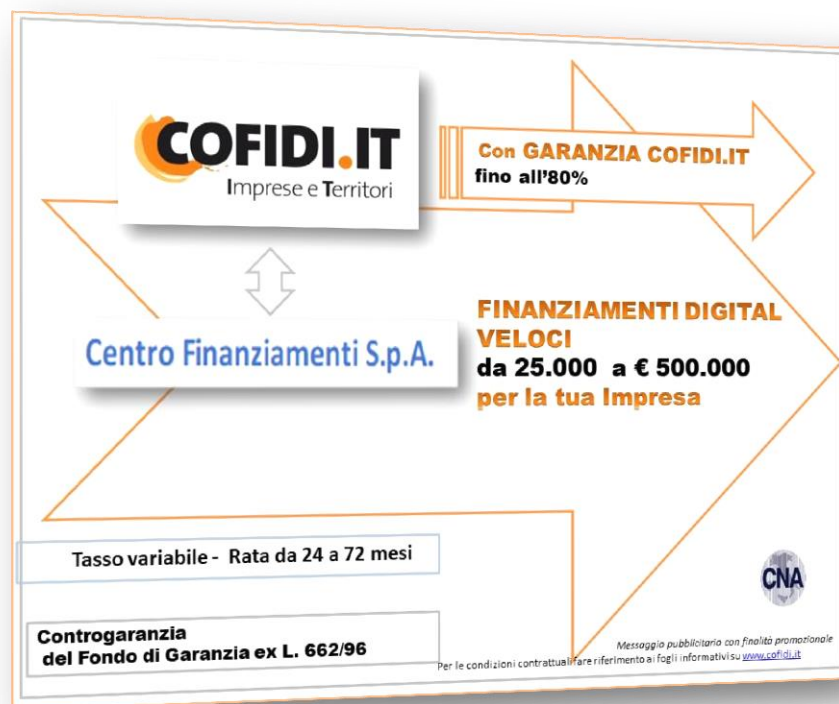 COFIDI.IT
Imprese e Territori
Con GARANZIA COFIDI.IT
fino all'80%
Centro Finanziamenti S.p.A.
FINANZIAMENTI DIGITAL
VELOCI
da 25.000 a € 500.000
per la tua Impresa
Tasso variabile - Rata da 24 a 72 mesi
CNA
Controgaranzia
del Fondo di Garanzia ex L. 662/96
Messaggio pubblicitario con finalità promozionale
Per le condizioni contrattuali fare riferimento ai fogli informativi su www.cofidi.it